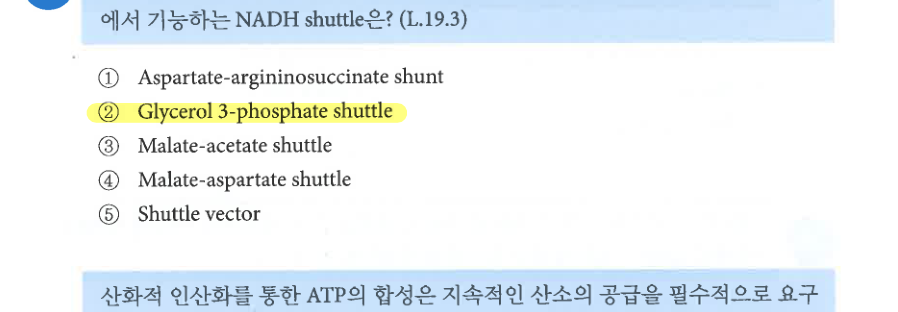 에서 기능하는 NADH shuttle은? (L.19.3)
① Aspartate-argininosuccinate shunt
② Glycerol 3-phosphate shuttle
③ Malate-acetate shuttle
④ Malate-aspartate shuttle
⑤ Shuttle vector
산화적 인산화를 통한 ATP의 합성은 지속적인 산소의 공급을 필수적으로 요구